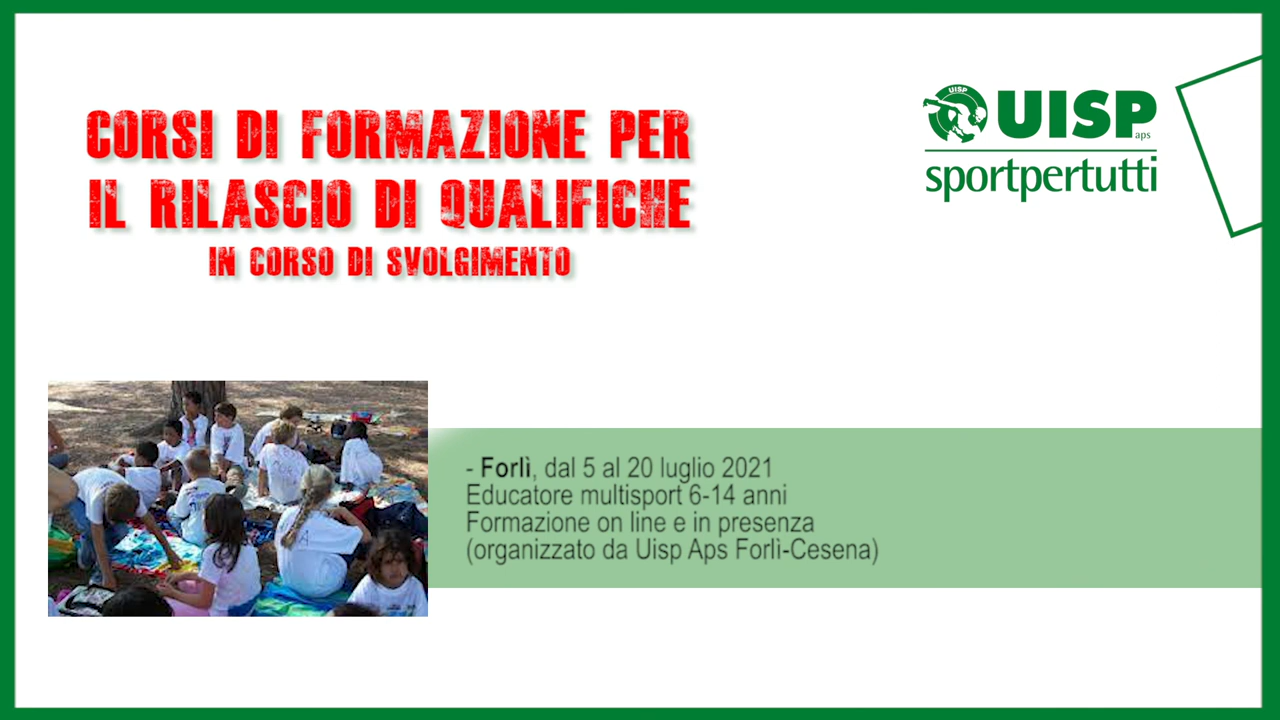 CORSI DI FORMAZIONE PER
IL RILASCIO DI QUALIFICHE
IN CORSO DI SVOLGIMENTO
UISP
UISP
aps
sportpertutti
- Forlì, dal 5 al 20 luglio 2021
Educatore multisport 6-14 anni
Formazione on line e in presenza
(organizzato da Uisp Aps Forlì-Cesena)